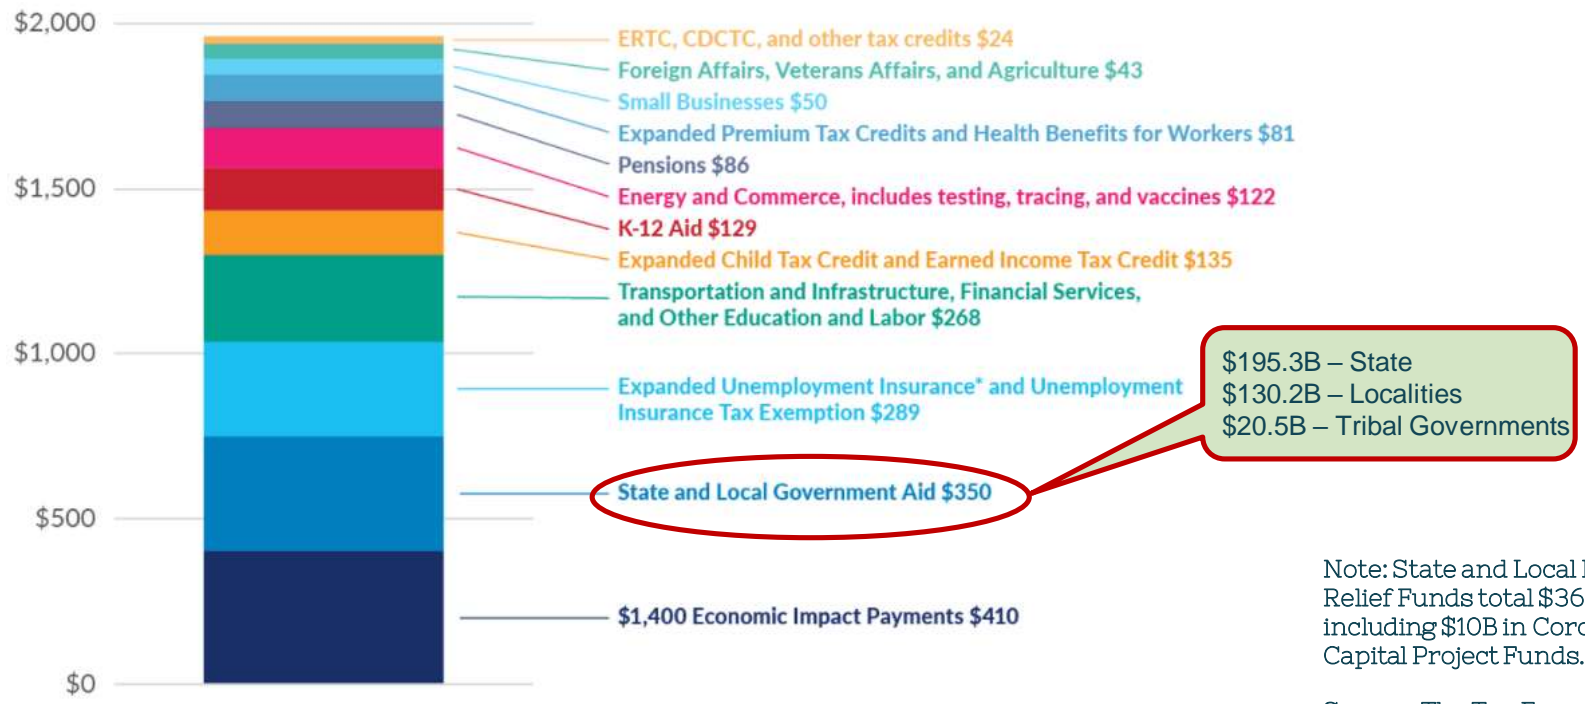 $2,000
$1,500
$1,000
$500
$0
ERTC, CDCTC, and other tax credits $24
Foreign Affairs, Veterans Affairs, and Agriculture $43
Small Businesses $50
Expanded Premium Tax Credits and Health Benefits for Workers $81
Pensions $86
Energy and Commerce, includes testing, tracing, and vaccines $122
K-12 Aid $129
Expanded Child Tax Credit and Earned Income Tax Credit $135
Transportation and Infrastructure, Financial Services,
and Other Education and Labor $268
Expanded Unemployment Insurance* and Unemployment
Insurance Tax Exemption $289
State and Local Government Aid $350
$1,400 Economic Impact Payments $410
$195.3B – State
$130.2B – Localities
$20.5B – Tribal Governments
Note: State and Local
Relief Funds total
including $10B in
Capital Project Funds.